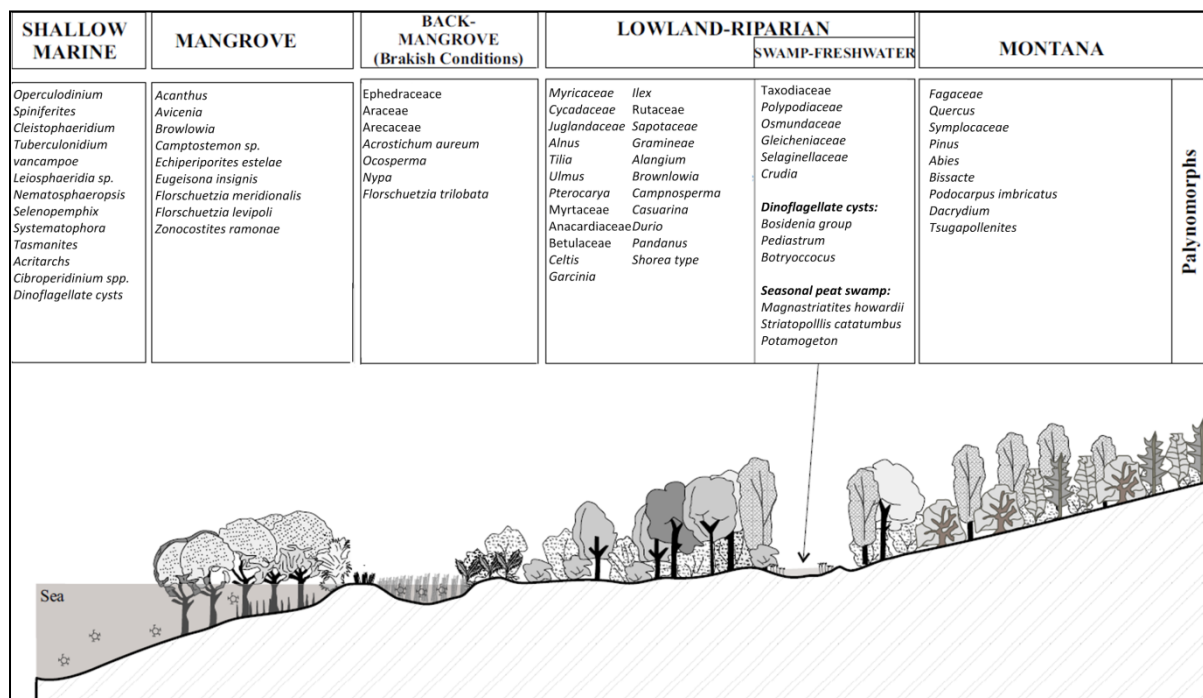 SHALLOW
MARINE
MANGROVE
BACK-
MANGROVE
(Brakish Conditions)
LOWLAND-RIPARIAN
SWAMP-FRESHWATER
MONTANA
Operculodinium
Spiniferites
Cleistophaeridium
Tuberculonidium
vancampoe
Leiosphaeridia sp.
Nematosphaeropsis
Selenopemphix
Systematophora
Tasmanites
Acritarchs
Cibroperidinium spp.
Dinoflagellate cysts
Acanthus
Avicenia
Browlowia
Camptostemon sp.
Echiperiporites estelae
Eugeisona insignis
Florschuetzia meridionalis
Florschuetzia levipoli
Zonocostites ramonae
Ephedraceace
Araceae
Arecaceae
Acrostichum aureum
Ocosperma
Nypa
Florschuetzia trilobata
Myricaceae
Cycadaceae
Juglandaceae
Alnus
Tilia
Ulmus
Pterocarya
Myrtaceae
Anacardiaceae
Betulaceae
Celtis
Garcinia
Ilex
Rutaceae
Sapotaceae
Gramineae
Alangium
Brownlowia
Campnosperma
Casuarina
Durio
Pandanus
Shorea type
Taxodiaceae
Polypodiaceae
Osmundaceae
Gleicheniaceae
Selaginellaceae
Crudia
Dinoflagellate cysts:
Bosidenia group
Pediastrum
Botryoccocus
Seasonal peat swamp:
Magnastriatites howardii
Striatopolllis catatumbus
Potamogeton
Fagaceae
Quercus
Symplocaceae
Pinus
Abies
Bissacte
Podocarpus imbricatus
Dacrydium
Tsugapollenites
Palynomorphs
Sea